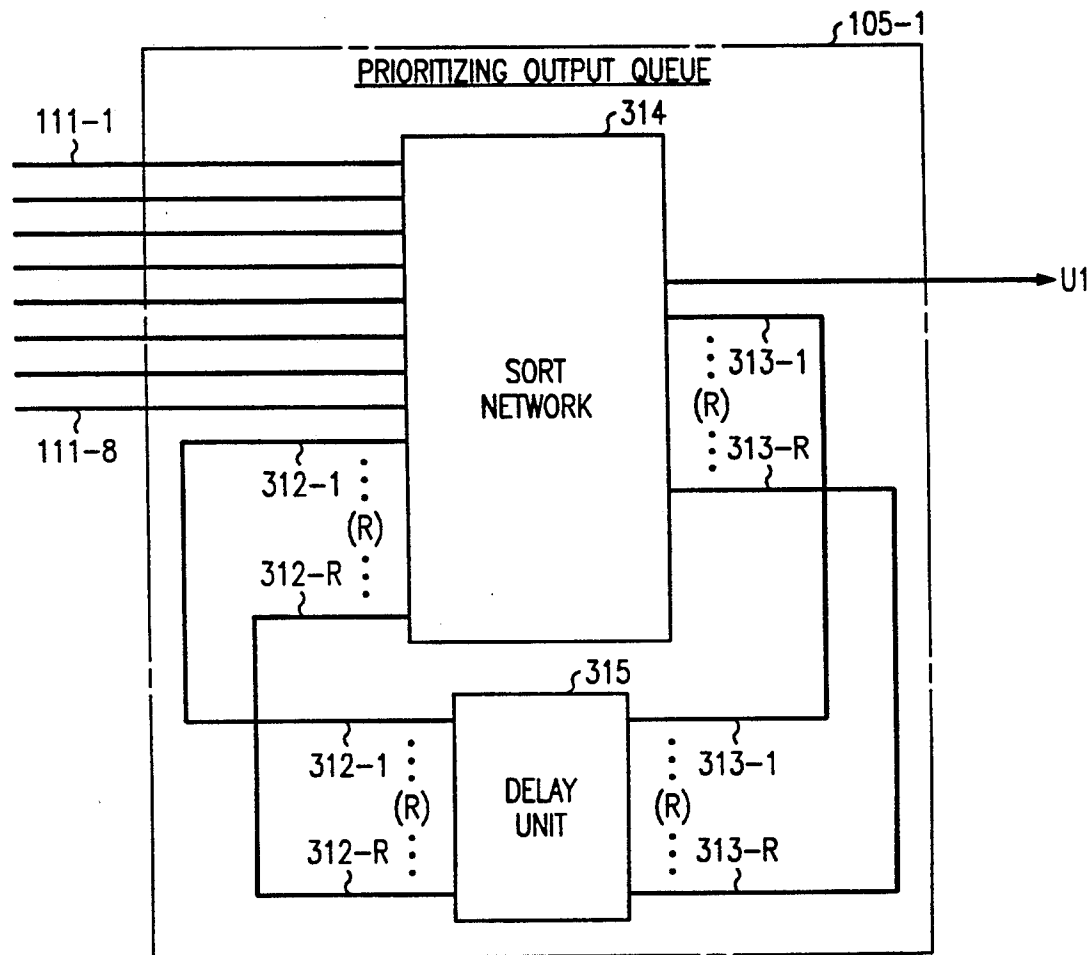 105-1
PRIORITIZING OUTPUT QUEUE
111-1
314
U1
SORT
NETWORK
313-1
(R)
313-R
111-8
312-1
(R)
312-R
315
312-1
(R)
312-R
DELAY
UNIT
313-1
(R)
313-R